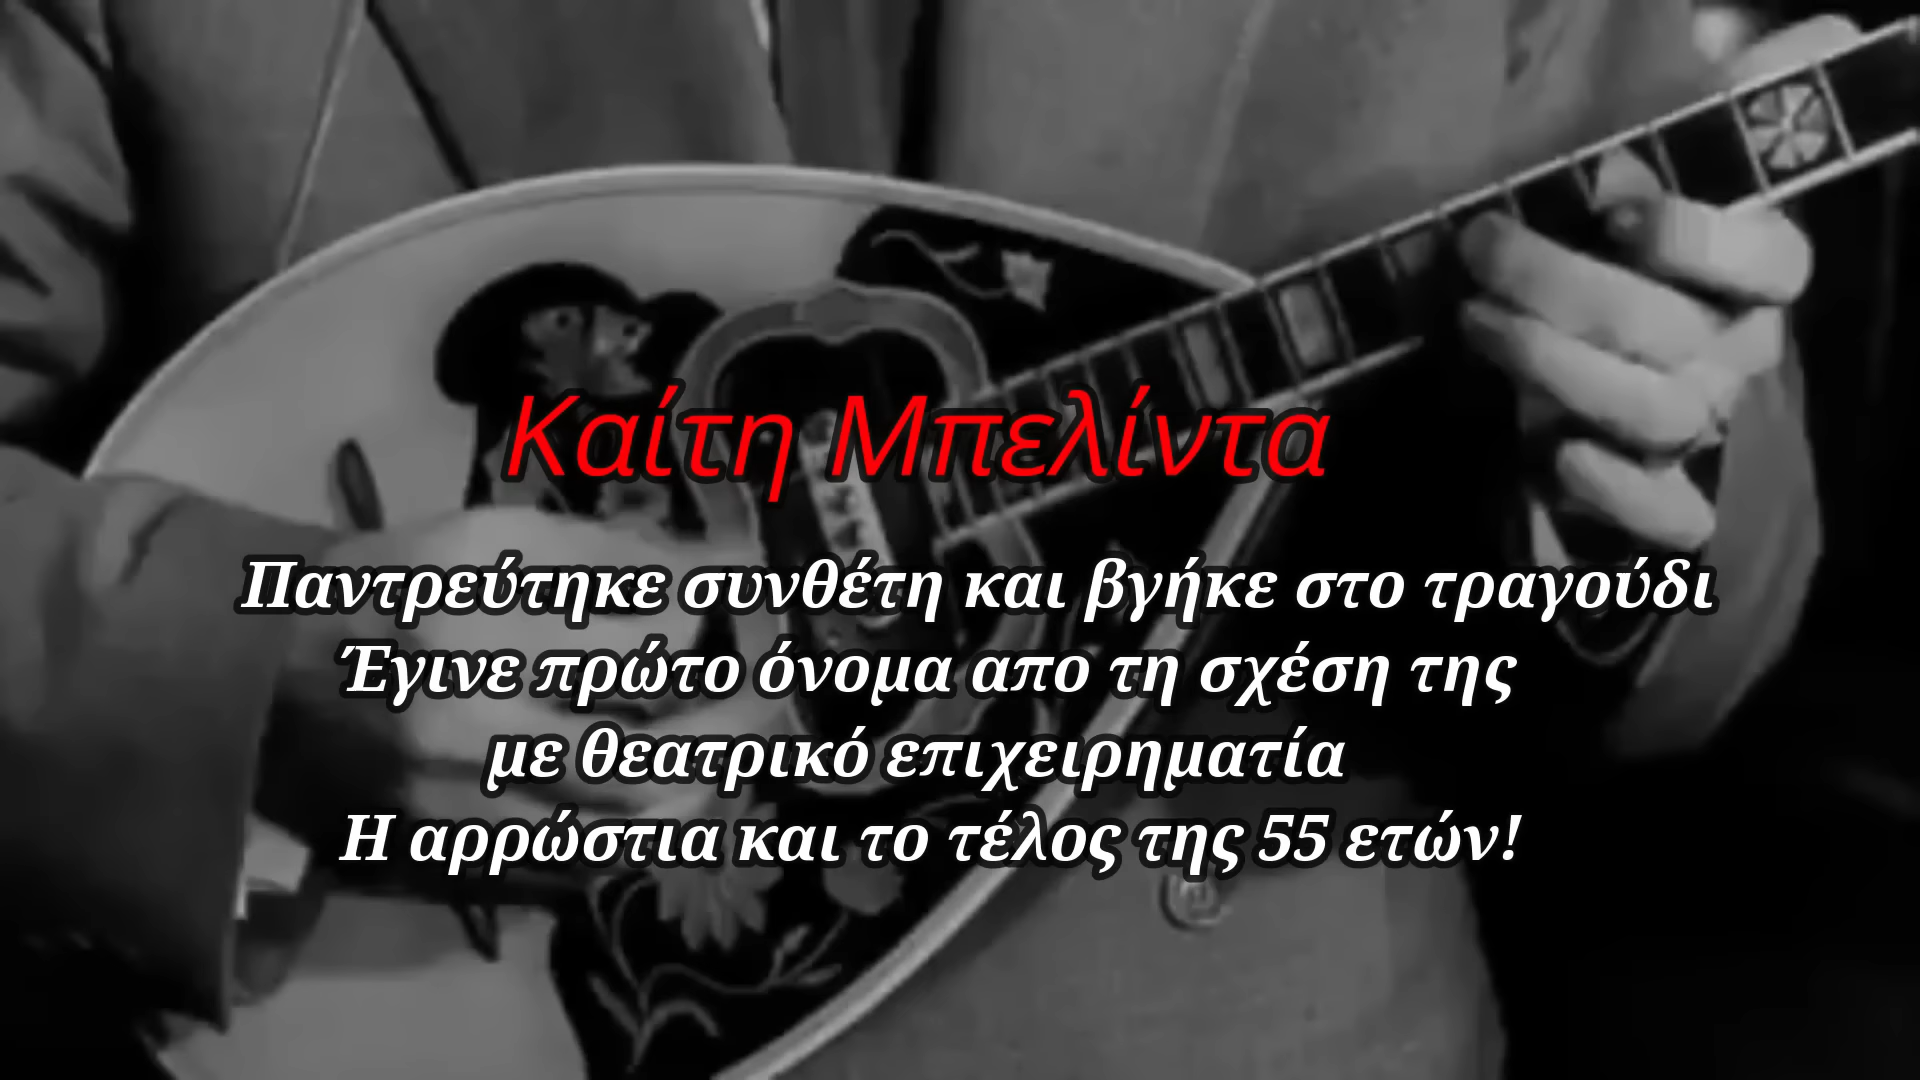 Καίτη Μπελίντα
Παντρεύτηκε συνθέτη και βγήκε στο τραγούδι
Έγινε πρώτο όνομα απο τη σχέση της
με θεατρικό επιχειρηματία
Η αρρώστια και το τέλος της 55 ετών!